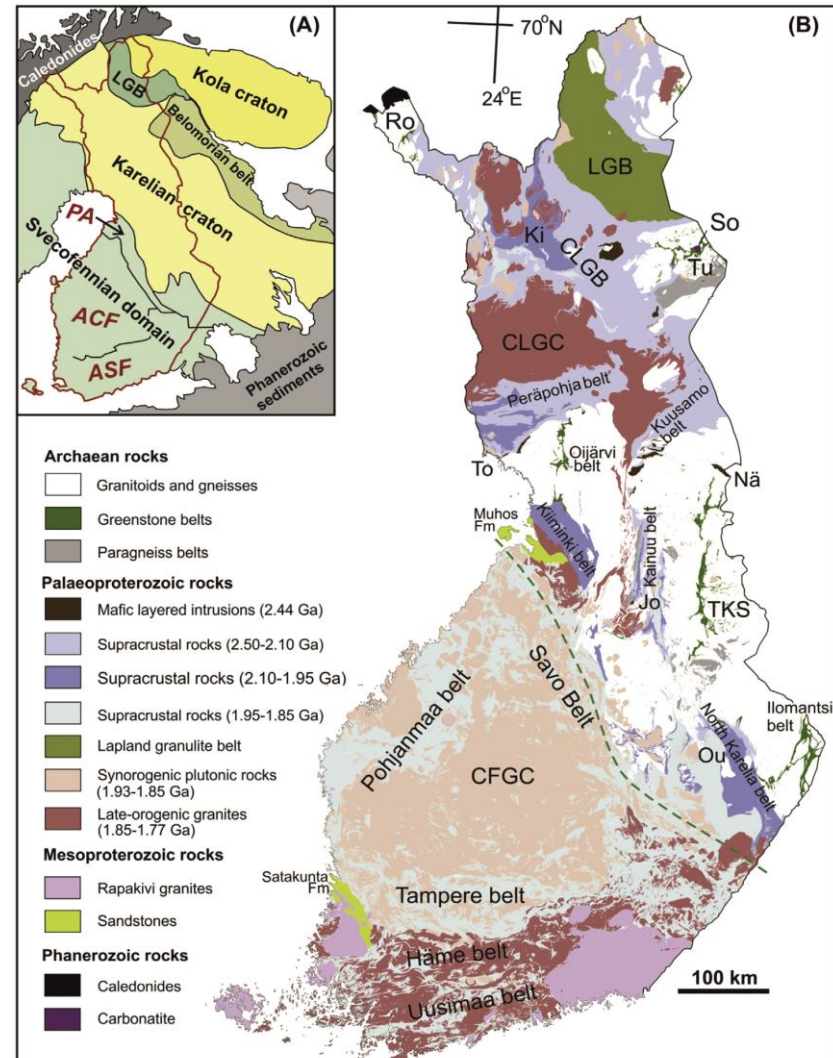 (A)
Caledonides
LGB
Kola craton
Belomorian belt
Karelian craton
PA
Svecofennian domain
ACF
ASF
Phanerozoic
sediments
(B)
70°N
24°E
Ro
LGB
Ki
CLGB
So
Tu
CLGC
Peräpohja belt
Kuusamo
belt
To
Oijärvi
belt
Nä
Muhos
Fm
Kiiminki belt
Kainuu belt
Jo
TKS
Savo Belt
Pohjanmaa belt
CFGC
Ilomantsi
belt
North Karelia belt
Ou
Satakunta
Fm
Tampere belt
Häme belt
Uusimaa belt
100 km
Archaean rocks
Granitoids and gneisses
Greenstone belts
Paragneiss belts
Palaeoproterozoic rocks
Mafic layered intrusions (2.44 Ga)
Supracrustal rocks (2.50-2.10 Ga)
Supracrustal rocks (2.10-1.95 Ga)
Supracrustal rocks (1.95-1.85 Ga)
Lapland granulite belt
Synorogenic plutonic rocks
(1.93-1.85 Ga)
Late-orogenic granites
(1.85-1.77 Ga)
Mesoproterozoic rocks
Rapakivi granites
Sandstones
Phanerozoic rocks
Caledonides
Carbonatite